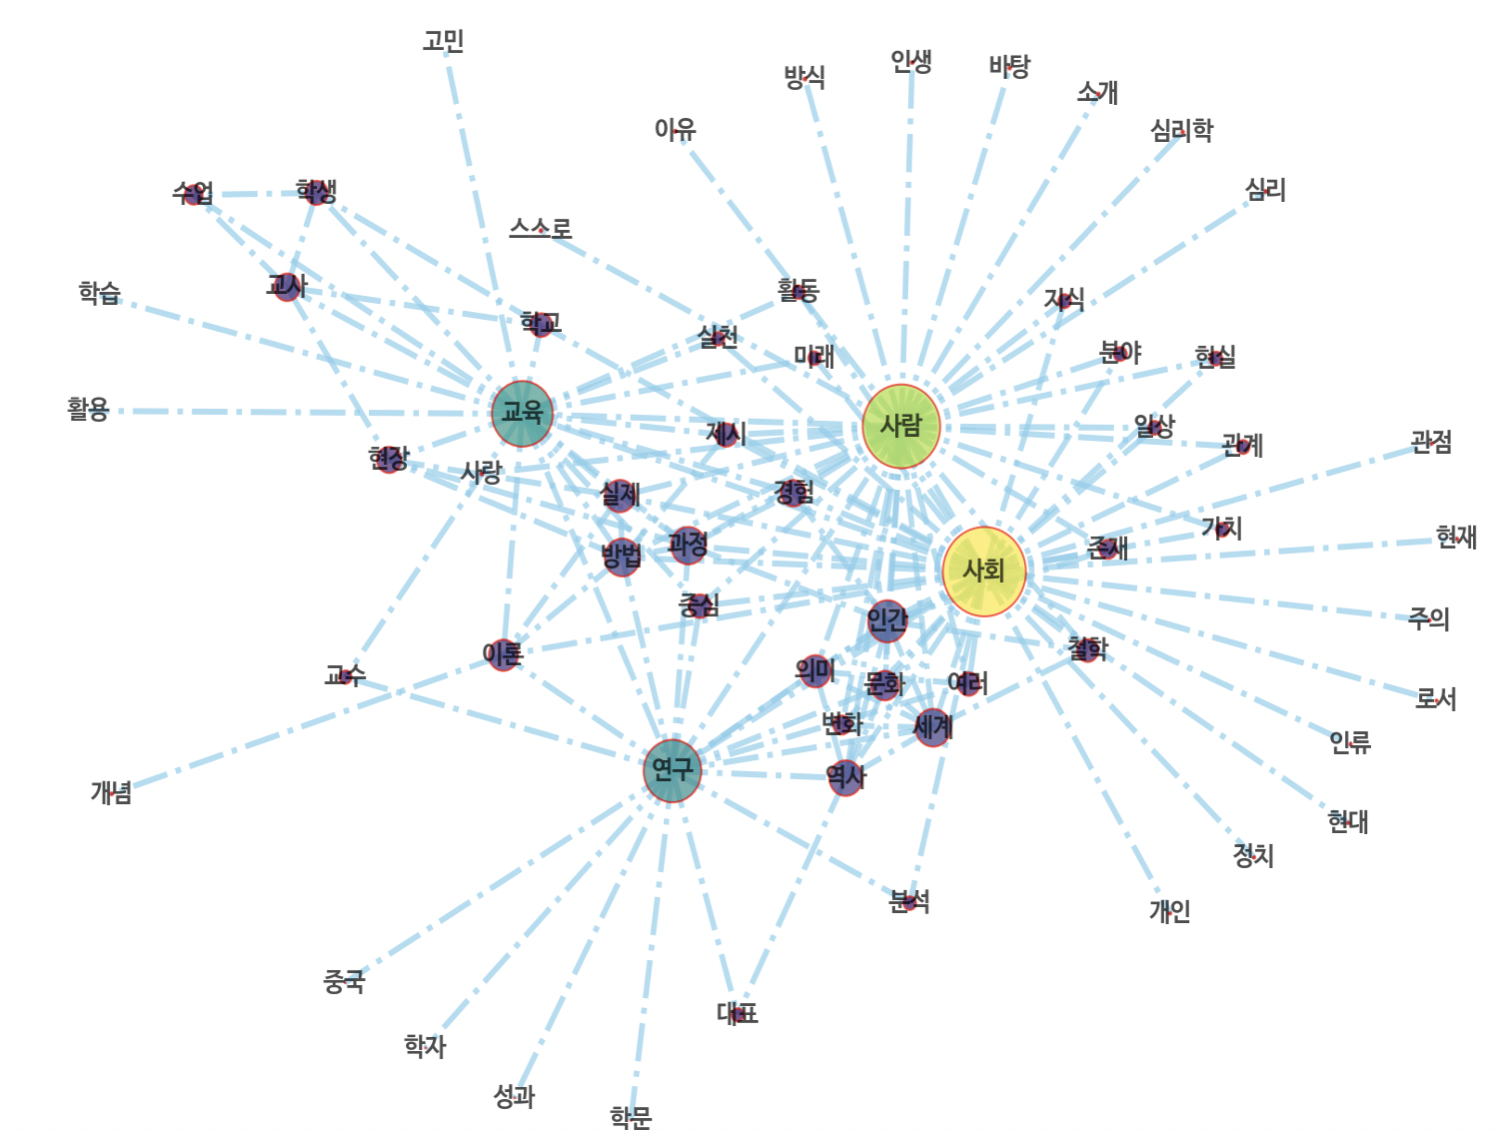 고민
인생
바탕
방식
소개
이유
심리학
심리
수업
학생
스스로
교사
활동
학습
지식
학교
실천
미래
분야
현실
활용
교육
사람
일상
제시
관계
관점
현장
사랑
실제
경험
가치
현재
과정
존재
방법
사회
중심
인간
주의
철학
이론
의미
교수
문화
여러
로서
변화
세계
인류
연구
역사
개념
현대
정치
분석
개인
중국
대표
학자
성과
학문